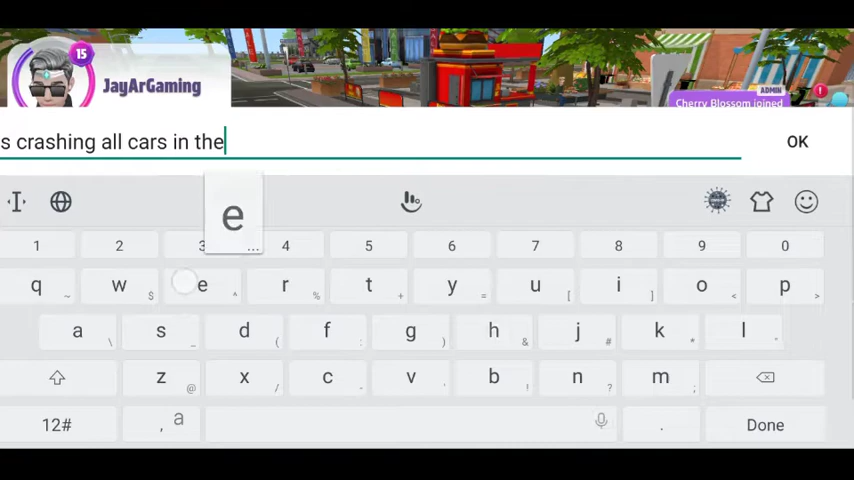 15
JayArGaming
ADMIN
Cherry Blossom joined
!
s crashing all cars in the
OK
e
1 2 3 ... 4 5 6 7 8 9 0
q ~ w $ e ^ r % t + y = u [ i ] o < p >
a \ s _ d ( f : g ) h & j # k * l "
z @ x / c - v ' b ! n ? m ;
12# , a . Done